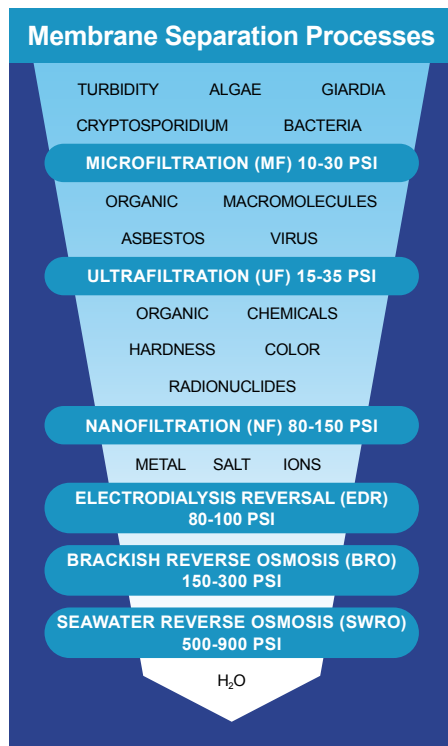 Membrane Separation Processes
TURBIDITY ALGAE GIARDIA
CRYPTOSPORIDIUM BACTERIA
MICROFILTRATION (MF) 10-30 PSI
ORGANIC MACROMOLECULES
ASBESTOS VIRUS
ULTRAFILTRATION (UF) 15-35 PSI
ORGANIC CHEMICALS
HARDNESS COLOR
RADIONUCLIDES
NANOFILTRATION (NF) 80-150 PSI
METAL SALT IONS
ELECTRODIALYSIS REVERSAL (EDR)
80-100 PSI
BRACKISH REVERSE OSMOSIS (BRO)
150-300 PSI
SEAWATER REVERSE OSMOSIS (SWRO)
500-900 PSI
H₂O